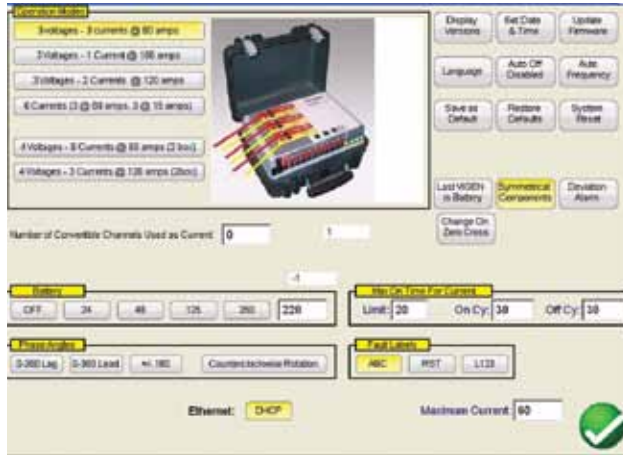 Operation Modes
3 Voltages - 3 currents @ 60 amps
3 Voltages - 1 Current @ 180 amps
3 Voltages - 2 Currents @ 120 amps
6 Currents (3 @ 60 amps, 3 @ 15 amps)
4 Voltages - 8 Currents @ 60 amps (2 box)
4 Voltages - 3 Currents @ 120 amps (2box)
Display Versions
Set Date & Time
Update Firmware
Language
Auto Off Disabled
Auto Frequency
Save as Default
Restore Defaults
System Reset
Last VIGEN is Battery
Symmetrical Components
Deviation Alarm
Change On Zero Cross
Number of Convertible Channels Used as Current 0
1
-1
Battery
OFF 24 48 125 250 220
Min On Time For Current
Limit: 20 On Cy: 30 Off Cy: 30
Phase Angles
0-360 Lag 0-360 Lead +/- 180 Counterclockwise Rotation
Fault Labels
ABC RST L123
Ethernet: DHCP
Maximum Current: 60